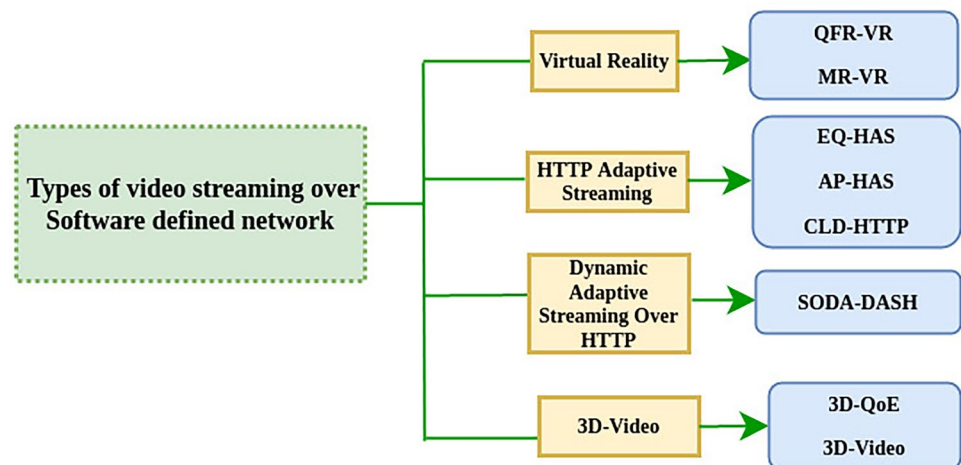 Types of video streaming over
Software defined network
Virtual Reality
QFR-VR
MR-VR
HTTP Adaptive
Streaming
EQ-HAS
AP-HAS
CLD-HTTP
Dynamic
Adaptive
Streaming Over
HTTP
SODA-DASH
3D-Video
3D-QoE
3D-Video